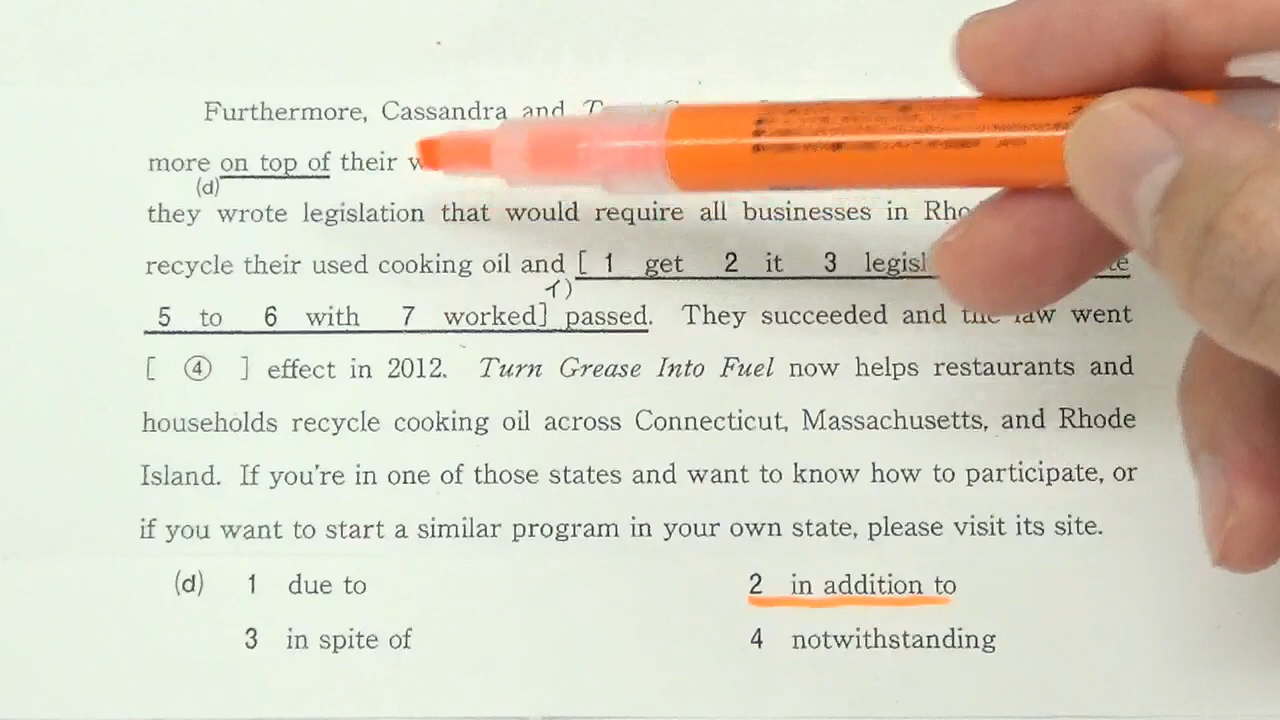 Furthermore, Cassandra and
more on top of their
(d)
they wrote legislation that would require all businesses in
recycle their used cooking oil and [ 1 get 2 it 3
イ)
5 to 6 with 7 worked] passed. They succeeded and the law went
[ ④ ] effect in 2012. Turn Grease Into Fuel now helps restaurants and
households recycle cooking oil across Connecticut, Massachusetts, and Rhode
Island. If you're in one of those states and want to know how to participate, or
if you want to start a similar program in your own state, please visit its site.
(d) 1 due to 2 in addition to
3 in spite of 4 notwithstanding